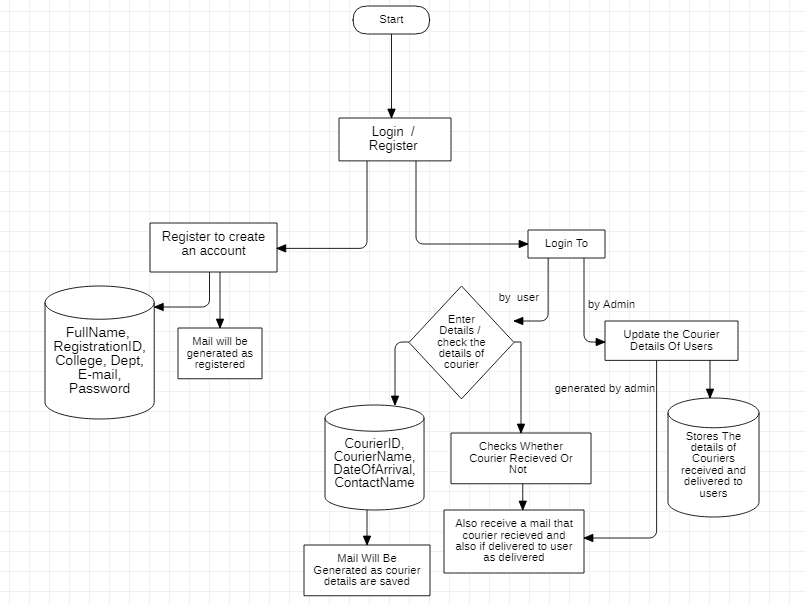 Start
Login /
Register
Register to create
an account
Login To
by user
by Admin
FullName,
RegistrationID,
College, Dept,
E-mail,
Password
Mail will be
generated as
registered
Enter
Details /
check the
details of
courier
Update the Courier
Details Of Users
generated by admin
CourierID,
CourierName,
DateOfArrival,
ContactName
Checks Whether
Courier Recieved Or
Not
Stores The
details of
Couriers
received and
delivered to
users
Also receive a mail that
courier recieved and
also if delivered to user
as delivered
Mail Will Be
Generated as courier
details are saved